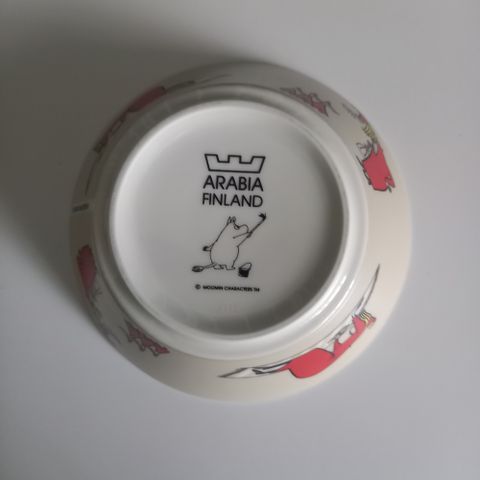 ARABIA
FINLAND
© MOOMIN CHARACTERS TM